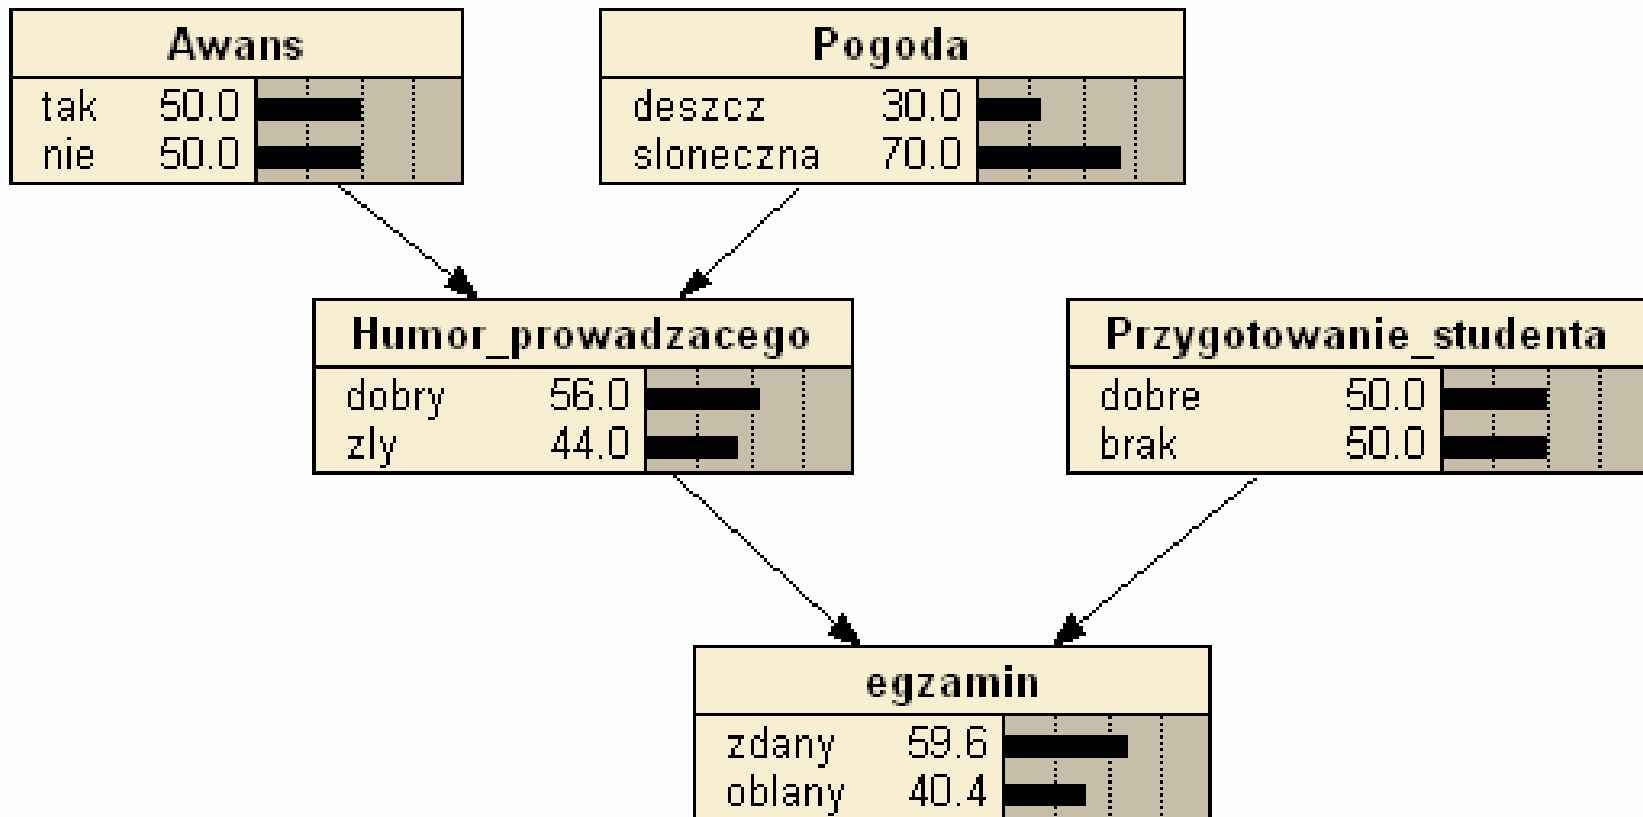 Awans
tak 50.0
nie 50.0
Pogoda
deszcz 30.0
sloneczna 70.0
Humor_prowadzacego
dobry 56.0
zly 44.0
Przygotowanie_studenta
dobre 50.0
brak 50.0
egzamin
zdany 59.6
oblany 40.4